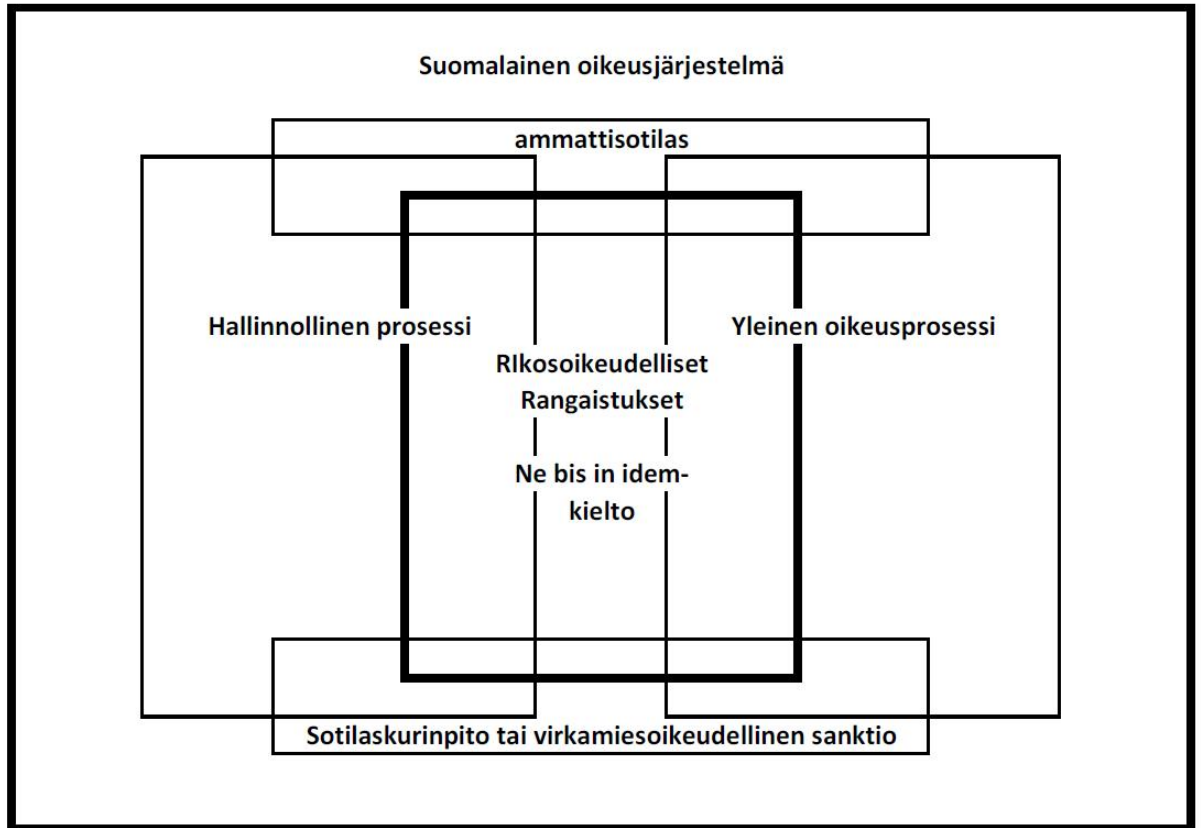 Suomalainen oikeusjärjestelmä
ammattisotilas
Hallinnollinen prosessi
Yleinen oikeusprosessi
RIkosoikeudelliset
Rangaistukset
Ne bis in idem-
kielto
Sotilaskurinpito tai virkamiesoikeudellinen sanktio